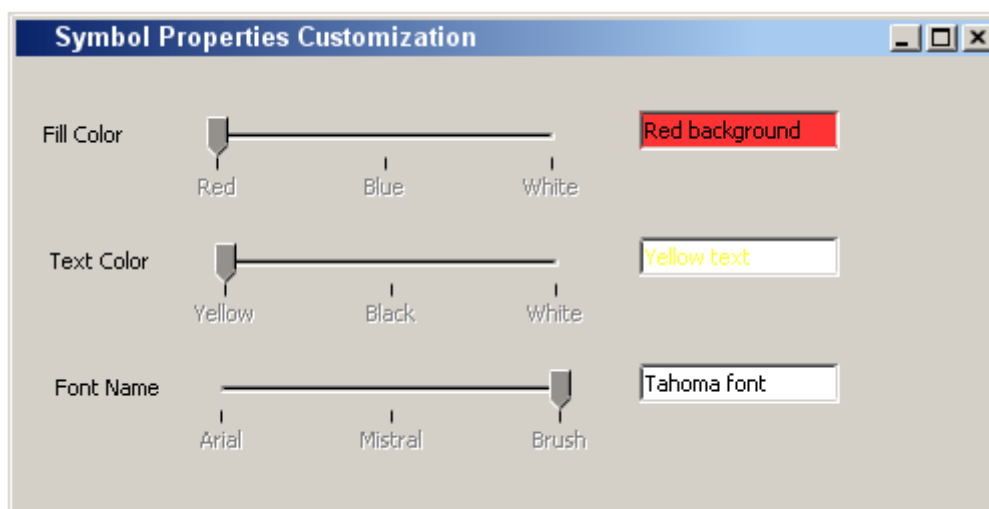 Symbol Properties Customization
Fill Color
Red background
Red Blue White
Text Color
Yellow text
Yellow Black White
Font Name
Tahoma font
Arial Mistral Brush